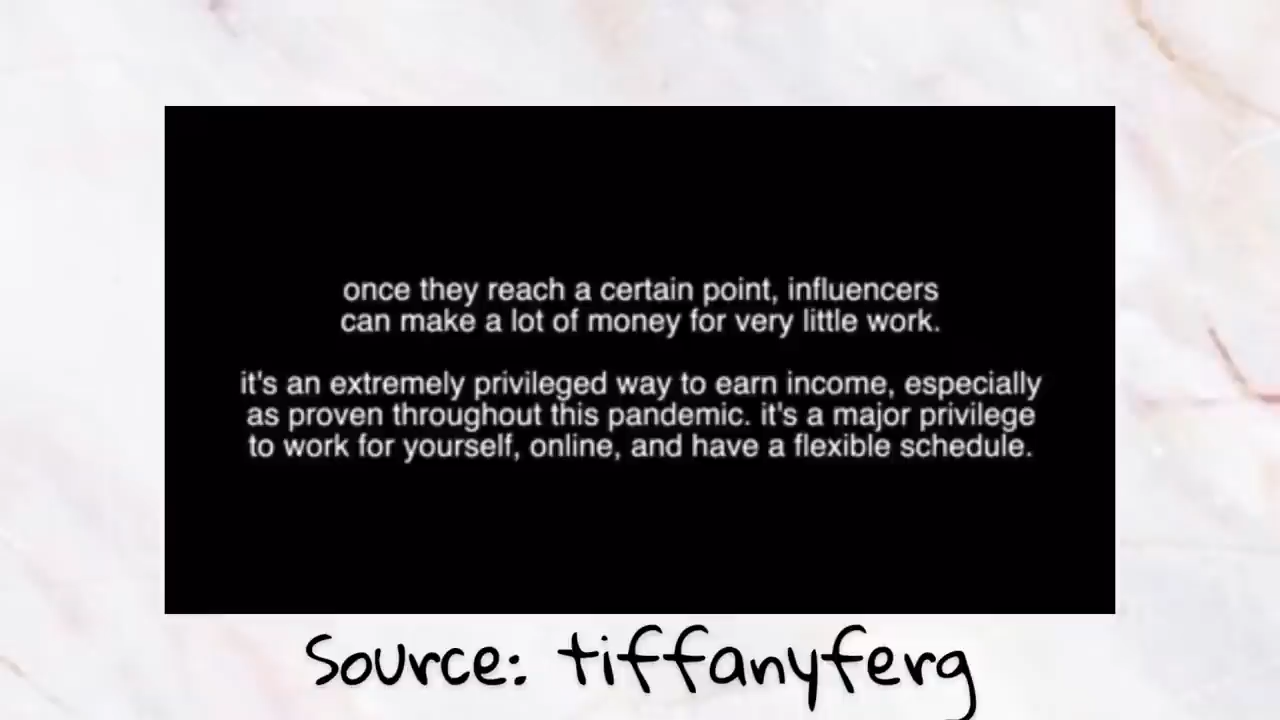 once they reach a certain point, influencers
can make a lot of money for very little work.
it's an extremely privileged way to earn income, especially
as proven throughout this pandemic. it's a major privilege
to work for yourself, online, and have a flexible schedule.
Source: tiffanyferg